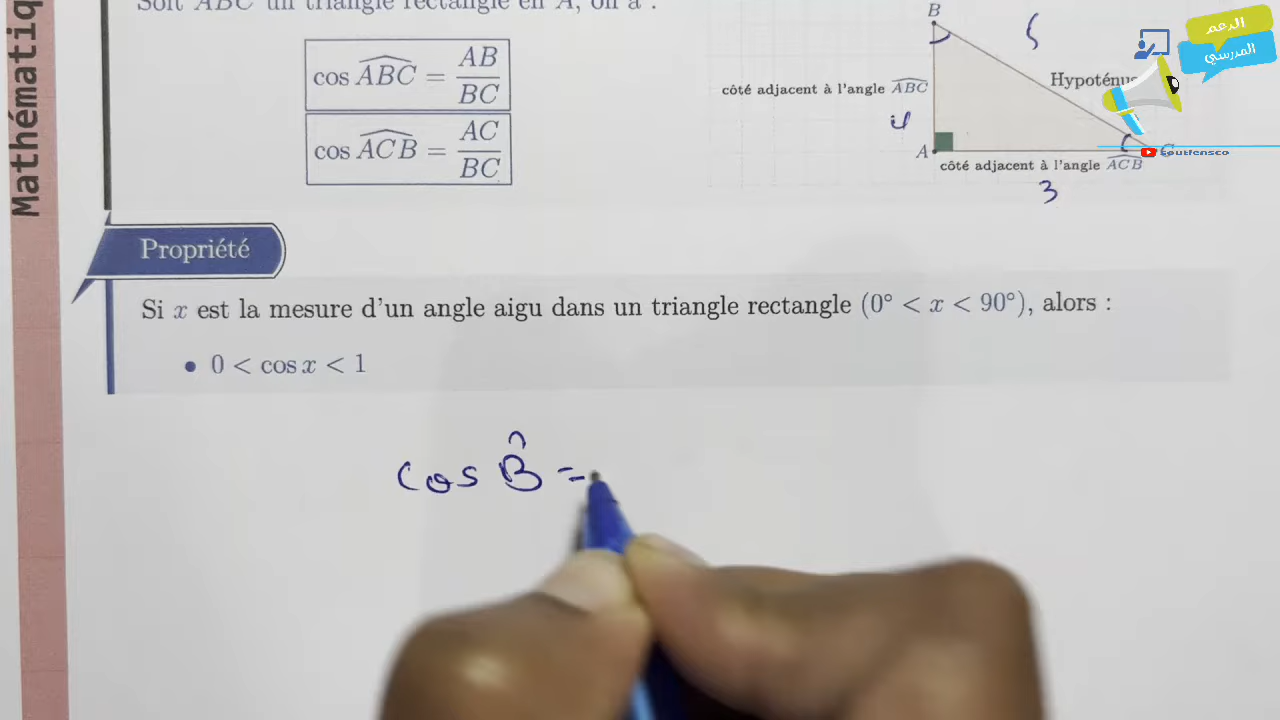 Mathématiq
Soit ABC un triangle rectangle en A, on a :
cos ABC = AB / BC
cos ACB = AC / BC
B
côté adjacent à l'angle ABC
Hypoténus
A
C
côté adjacent à l'angle ACB
4
5
3
الدعم
المدرسي
Soutiensco
Propriété
Si x est la mesure d'un angle aigu dans un triangle rectangle (0° < x < 90°), alors :
• 0 < cos x < 1
cos B̂ =